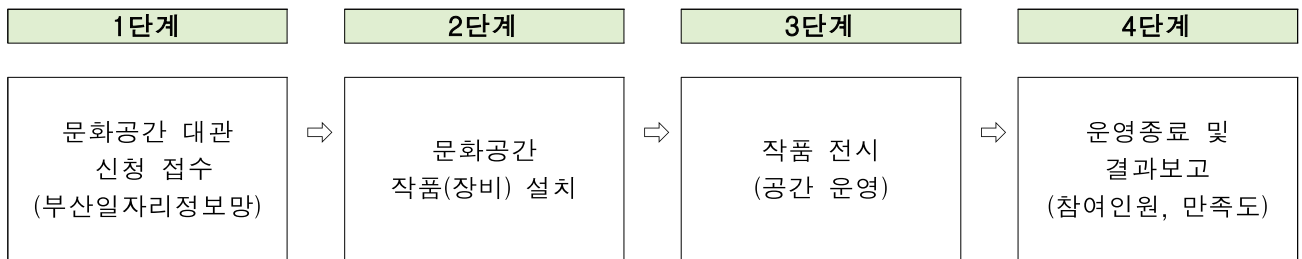 1단계
문화공간 대관
신청 접수
(부산일자리정보망)
⇨
2단계
문화공간
작품(장비) 설치
⇨
3단계
작품 전시
(공간 운영)
⇨
4단계
운영종료 및
결과보고
(참여인원, 만족도)